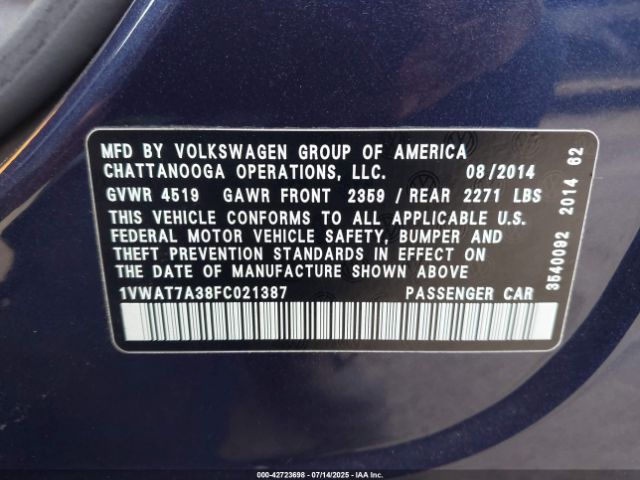 MFD BY VOLKSWAGEN GROUP OF AMERICA
CHATTANOOGA OPERATIONS, LLC. 08/2014
GVWR 4519 GAWR FRONT 2359 / REAR 2271 LBS
THIS VEHICLE CONFORMS TO ALL APPLICABLE U.S.
FEDERAL MOTOR VEHICLE SAFETY, BUMPER AND
THEFT PREVENTION STANDARDS IN EFFECT ON
THE DATE OF MANUFACTURE SHOWN ABOVE
1VWAT7A38FC021387 PASSENGER CAR
3540092 2014 62
000-42723698 - 07/14/2025 - IAAI.COM